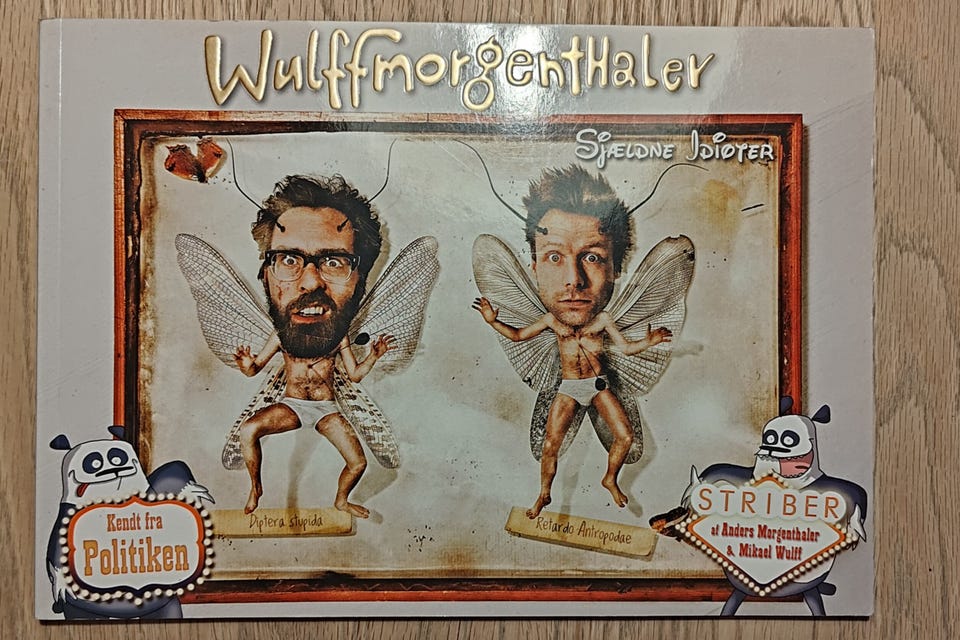 Wulffmorgenthaler
Sjældne Idioter
Diptera stupida
Retardo Antropodae
Kendt fra
Politiken
STRIBER
af Anders Morgenthaler
& Mikael Wulff